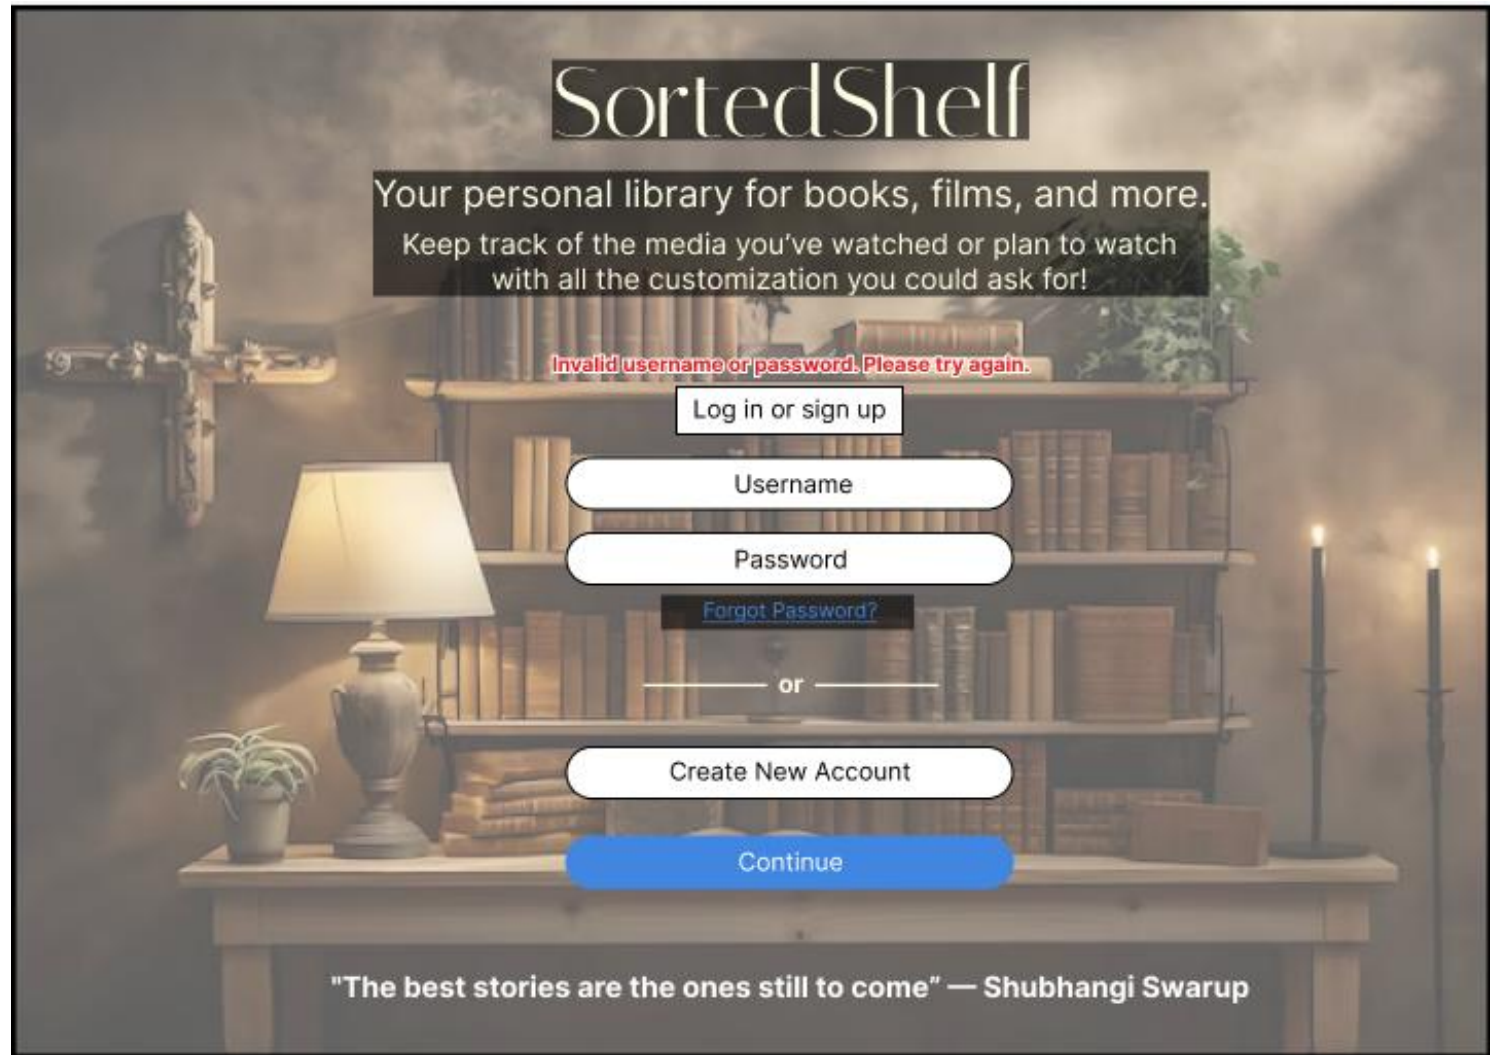 SortedShelf
Your personal library for books, films, and more.
Keep track of the media you’ve watched or plan to watch
with all the customization you could ask for!
Invalid username or password. Please try again.
Log in or sign up
Username
Password
Forgot Password?
or
Create New Account
Continue
"The best stories are the ones still to come” — Shubhangi Swarup